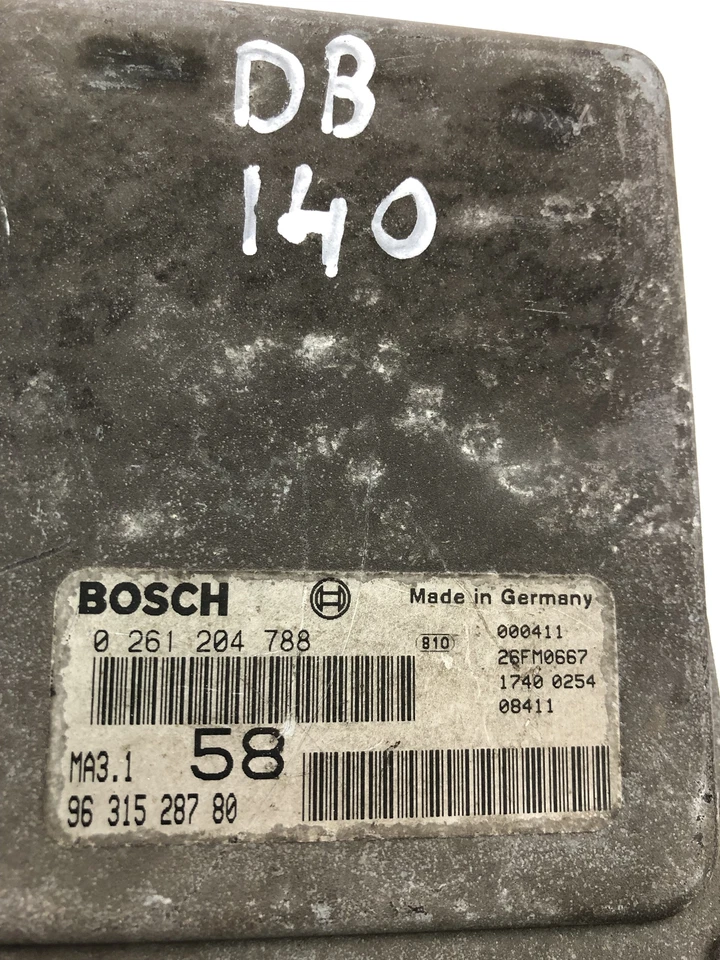 DB
140
BOSCH
Made in Germany
0 261 204 788
B10
000411
26FM0667
1740 0254
08411
58
MA3.1
96 315 287 80